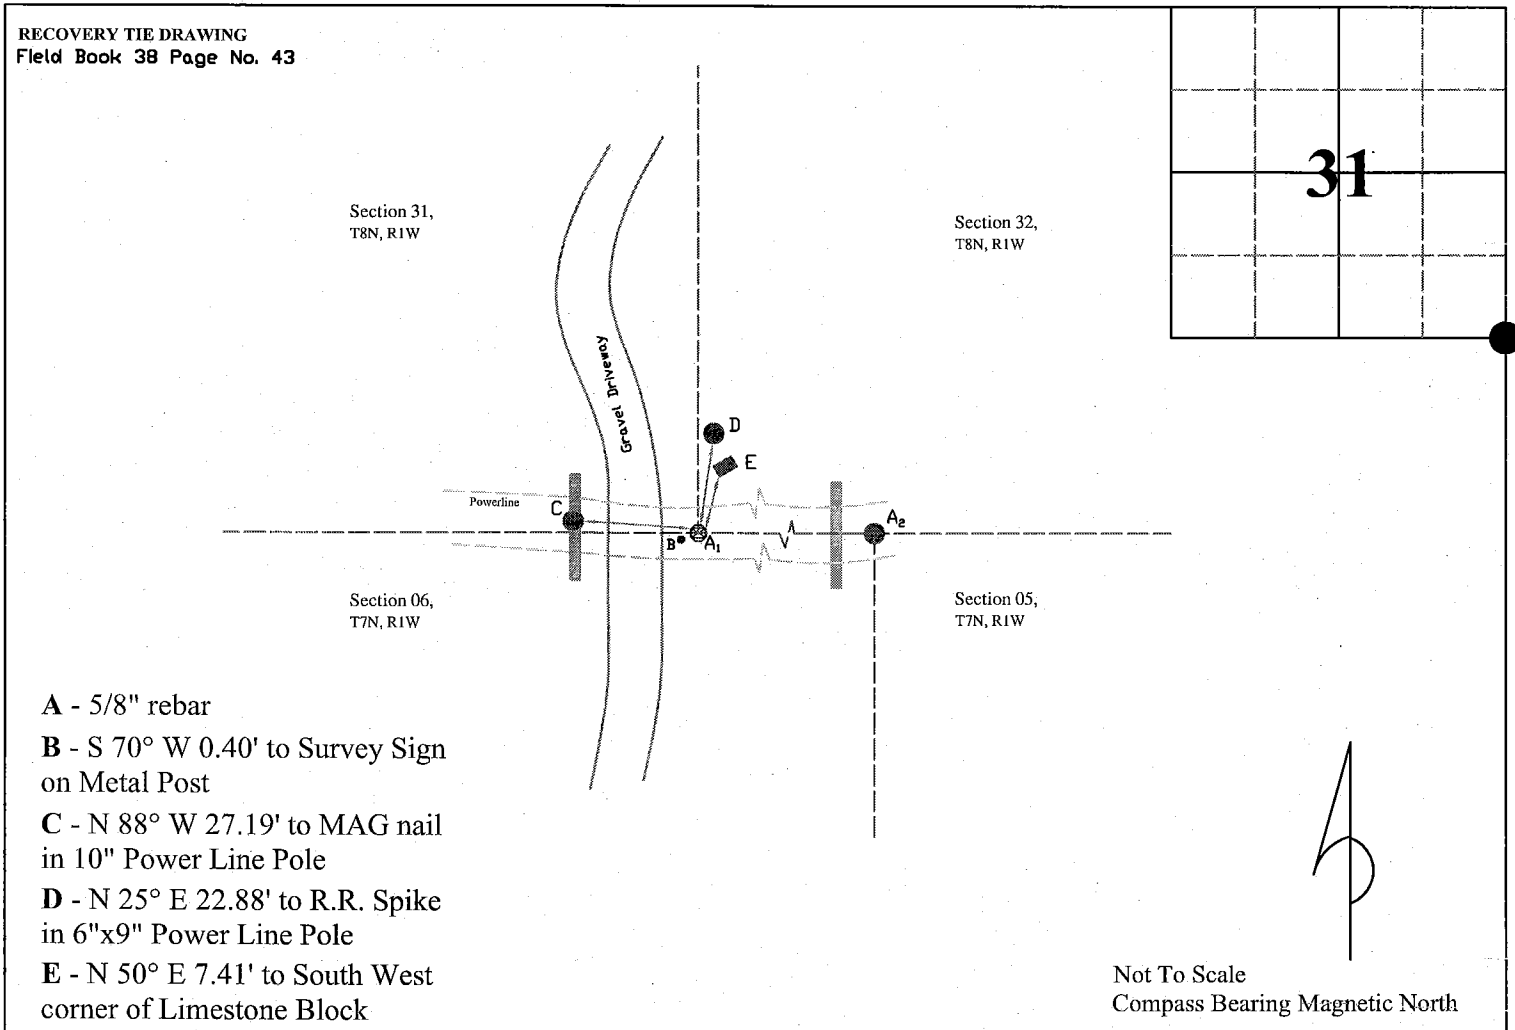 RECOVERY TIE DRAWING
Field Book 38 Page No. 43
31
Section 31,
T8N, R1W
Section 32,
T8N, R1W
Gravel Driveway
D
E
Powerline
C
B
A₁
A₂
Section 06,
T7N, R1W
Section 05,
T7N, R1W
A - 5/8" rebar
B - S 70° W 0.40' to Survey Sign
on Metal Post
C - N 88° W 27.19' to MAG nail
in 10" Power Line Pole
D - N 25° E 22.88' to R.R. Spike
in 6"x9" Power Line Pole
E - N 50° E 7.41' to South West
corner of Limestone Block
Not To Scale
Compass Bearing Magnetic North